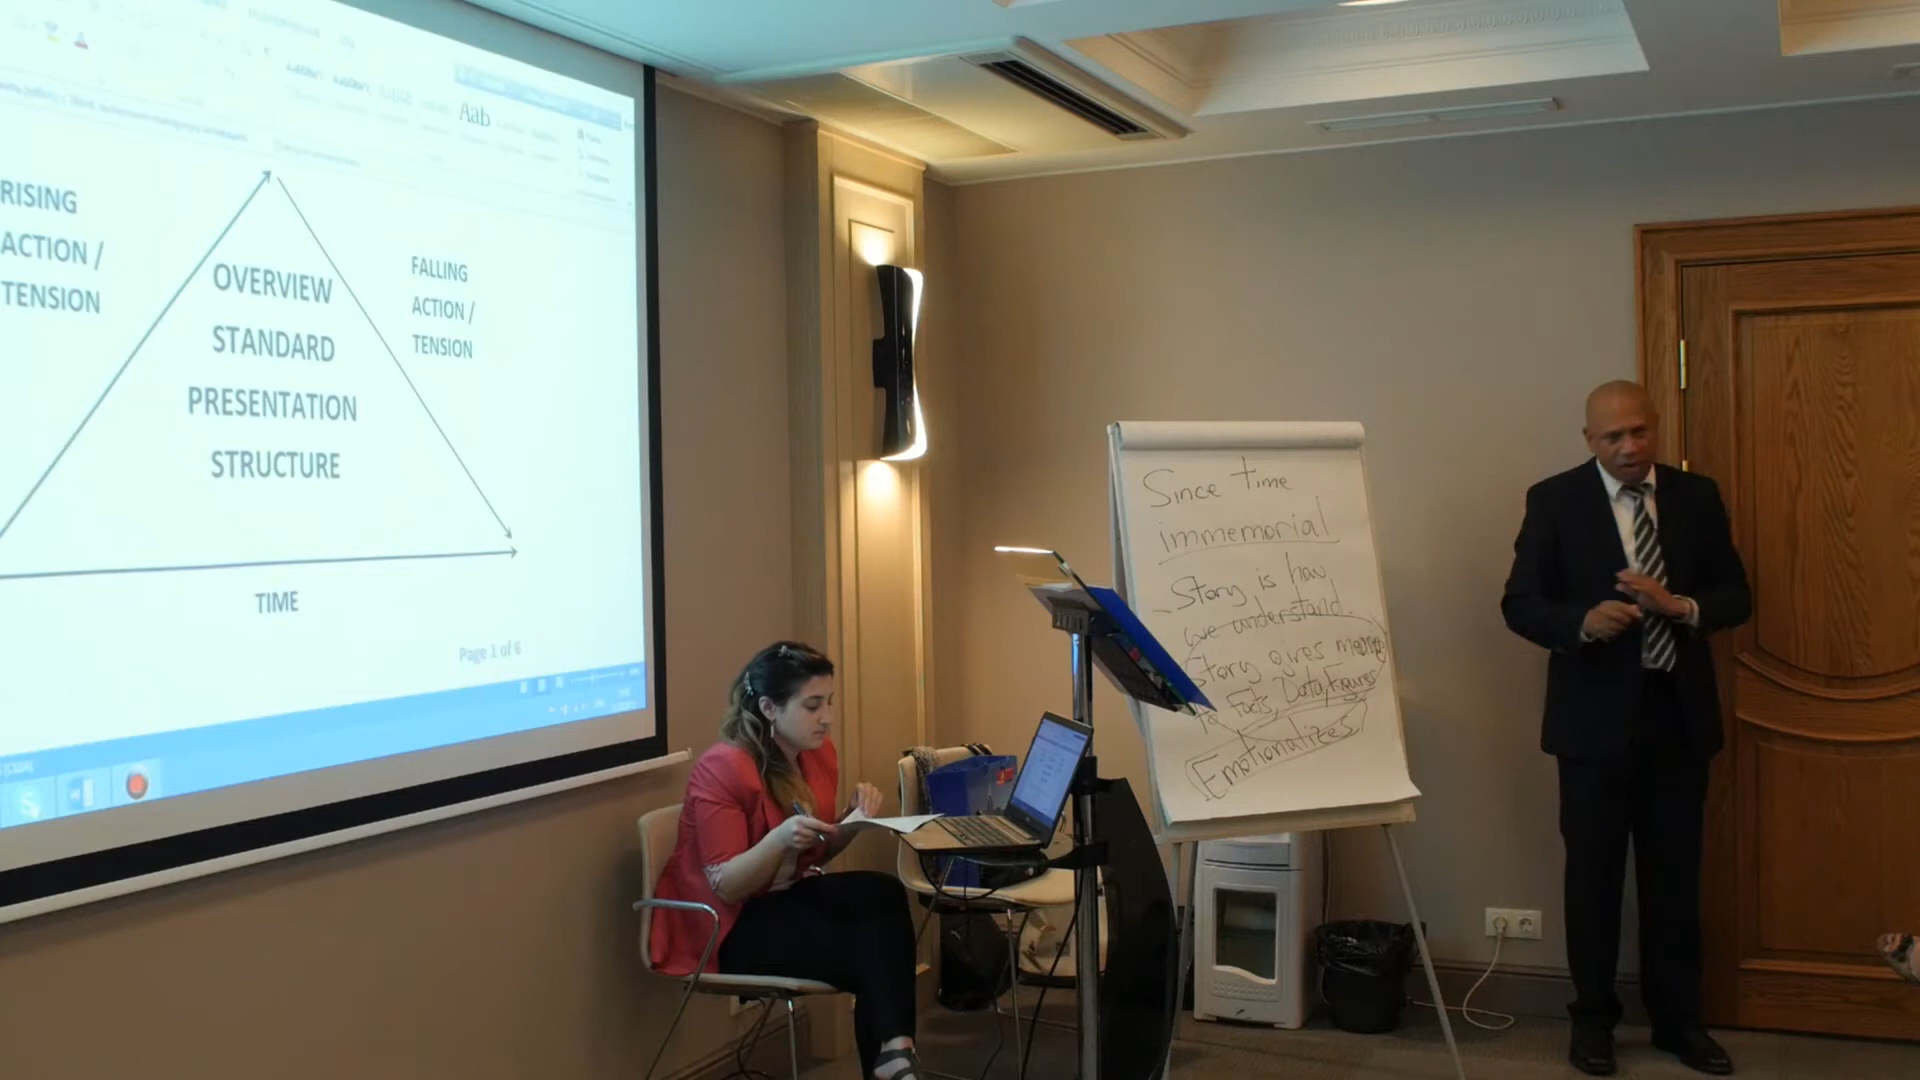 Aab
RISING
ACTION /
TENSION
OVERVIEW
STANDARD
PRESENTATION
STRUCTURE
FALLING
ACTION /
TENSION
TIME
Page 1 of 6
Since time
immemorial
- Story is how
we understand.
Story gives meaning
to Facts, Data, Figures
Emotionalizes